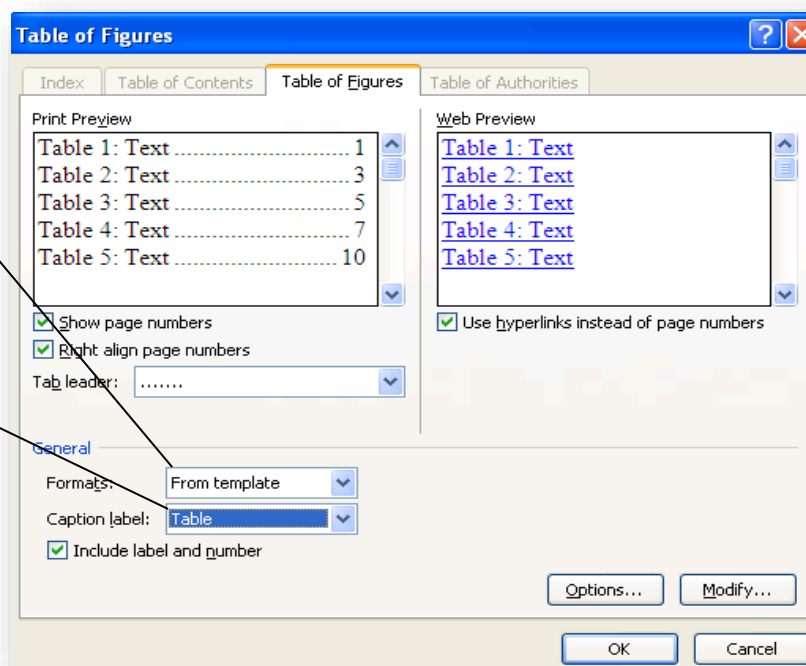 Table of Figures
Index Table of Contents Table of Figures Table of Authorities
Print Preview
Table 1: Text ............................ 1
Table 2: Text ............................ 3
Table 3: Text ............................ 5
Table 4: Text ............................ 7
Table 5: Text .......................... 10
Web Preview
Table 1: Text
Table 2: Text
Table 3: Text
Table 4: Text
Table 5: Text
Show page numbers
Right align page numbers
Tab leader: .......
Use hyperlinks instead of page numbers
General
Formats: From template
Caption label: Table
Include label and number
Options... Modify...
OK Cancel